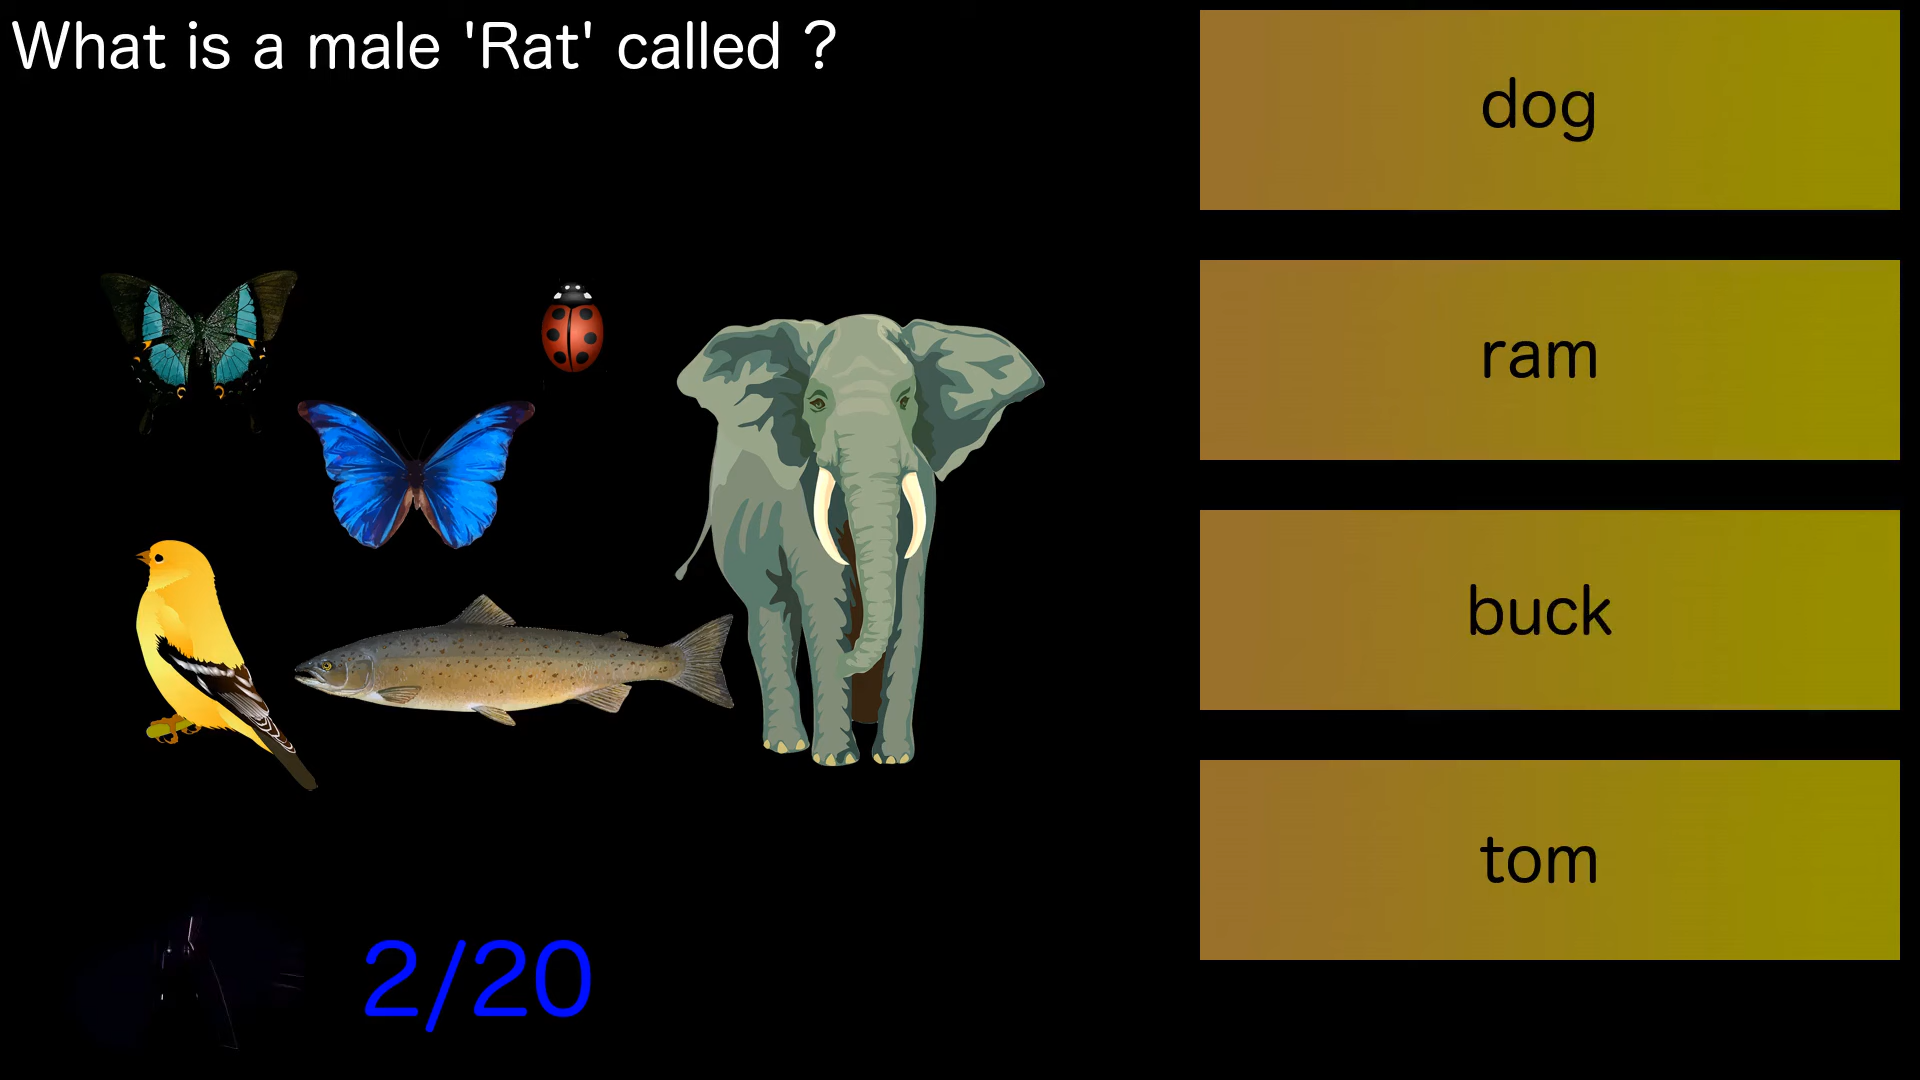 What is a male 'Rat' called ?
dog
ram
buck
tom
2/20